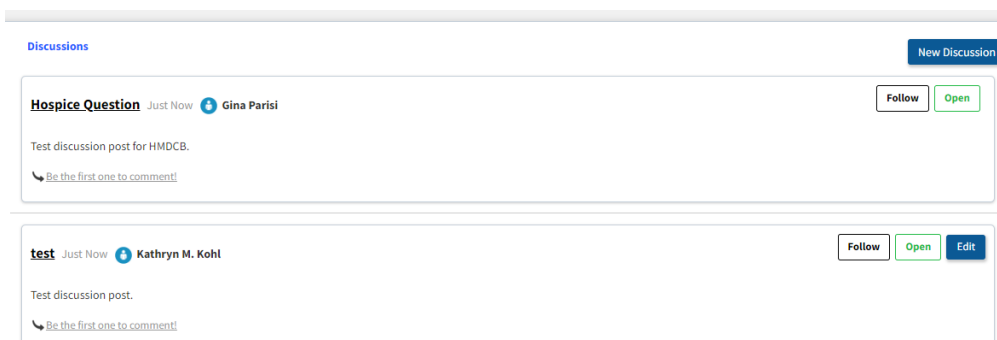 Discussions
New Discussion
Hospice Question Just Now Gina Parisi
Follow Open
Test discussion post for HMDCB.
Be the first one to comment!
test Just Now Kathryn M. Kohl
Follow Open Edit
Test discussion post.
Be the first one to comment!